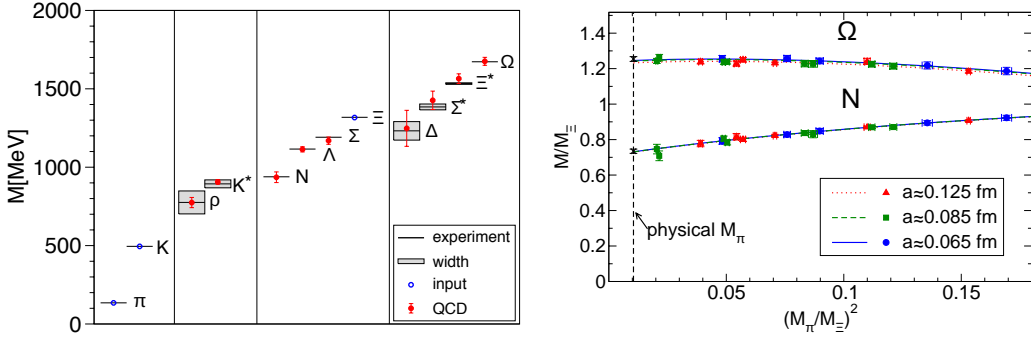 M[MeV]
2000
1500
1000
500
0
π
K
ρ
K*
N
Λ
Σ
Ξ
Δ
Σ*
Ξ*
Ω
experiment
width
input
QCD
M/M_Ξ
1.4
1.2
1
0.8
0.6
0.4
0.2
0
Ω
N
physical M_π
a≈0.125 fm
a≈0.085 fm
a≈0.065 fm
0.05
0.1
0.15
(M_π/M_Ξ)²